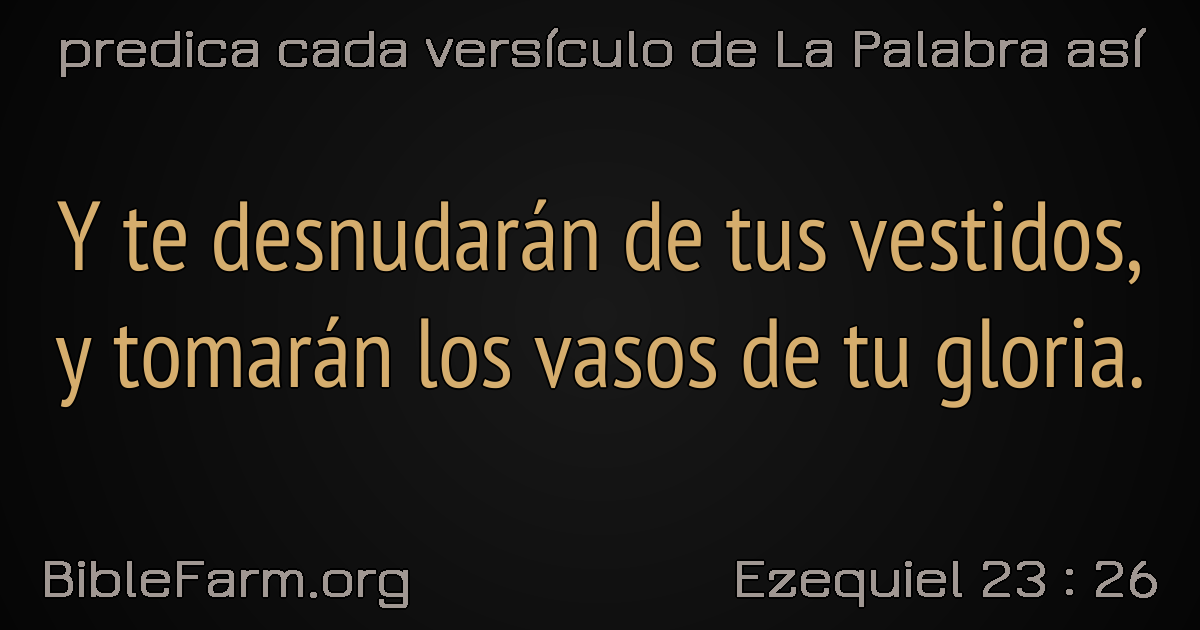 predica cada versículo de La Palabra así
Y te desnudarán de tus vestidos,
y tomarán los vasos de tu gloria.
BibleFarm.org
Ezequiel 23 : 26